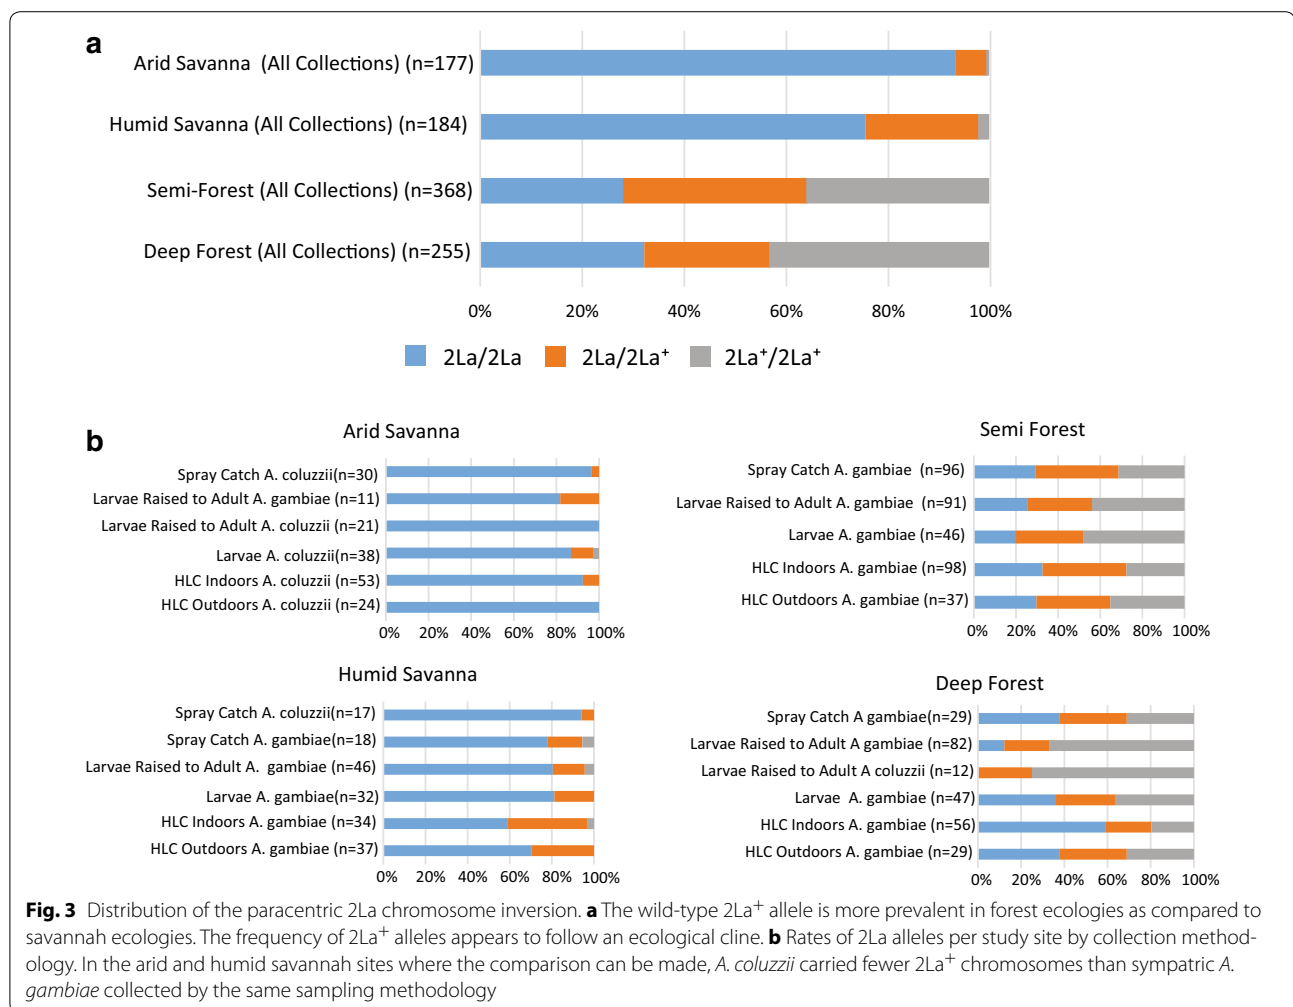 a
Arid Savanna (All Collections) (n=177)
Humid Savanna (All Collections) (n=184)
Semi-Forest (All Collections) (n=368)
Deep Forest (All Collections) (n=255)
0% 20% 40% 60% 80% 100%
2La/2La 2La/2La⁺ 2La⁺/2La⁺
b
Arid Savanna
Spray Catch A. coluzzii(n=30)
Larvae Raised to Adult A. gambiae (n=11)
Larvae Raised to Adult A. coluzzii (n=21)
Larvae A. coluzzii(n=38)
HLC Indoors A. coluzzii (n=53)
HLC Outdoors A. coluzzii (n=24)
0% 20% 40% 60% 80% 100%
Semi Forest
Spray Catch A. gambiae (n=96)
Larvae Raised to Adult A. gambiae (n=91)
Larvae A. gambiae (n=46)
HLC Indoors A. gambiae (n=98)
HLC Outdoors A. gambiae (n=37)
0% 20% 40% 60% 80% 100%
Humid Savanna
Spray Catch A. coluzzii(n=17)
Spray Catch A. gambiae(n=18)
Larvae Raised to Adult A. gambiae (n=46)
Larvae A. gambiae(n=32)
HLC Indoors A. gambiae (n=34)
HLC Outdoors A. gambiae (n=37)
0% 20% 40% 60% 80% 100%
Deep Forest
Spray Catch A gambiae(n=29)
Larvae Raised to Adult A gambiae (n=82)
Larvae Raised to Adult A coluzzii (n=12)
Larvae A. gambiae (n=47)
HLC Indoors A. gambiae (n=56)
HLC Outdoors A. gambiae (n=29)
0% 20% 40% 60% 80% 100%
Fig. 3 Distribution of the paracentric 2La chromosome inversion. a The wild-type 2La⁺ allele is more prevalent in forest ecologies as compared to
savannah ecologies. The frequency of 2La⁺ alleles appears to follow an ecological cline. b Rates of 2La alleles per study site by collection method-
ology. In the arid and humid savannah sites where the comparison can be made, A. coluzzii carried fewer 2La⁺ chromosomes than sympatric A.
gambiae collected by the same sampling methodology